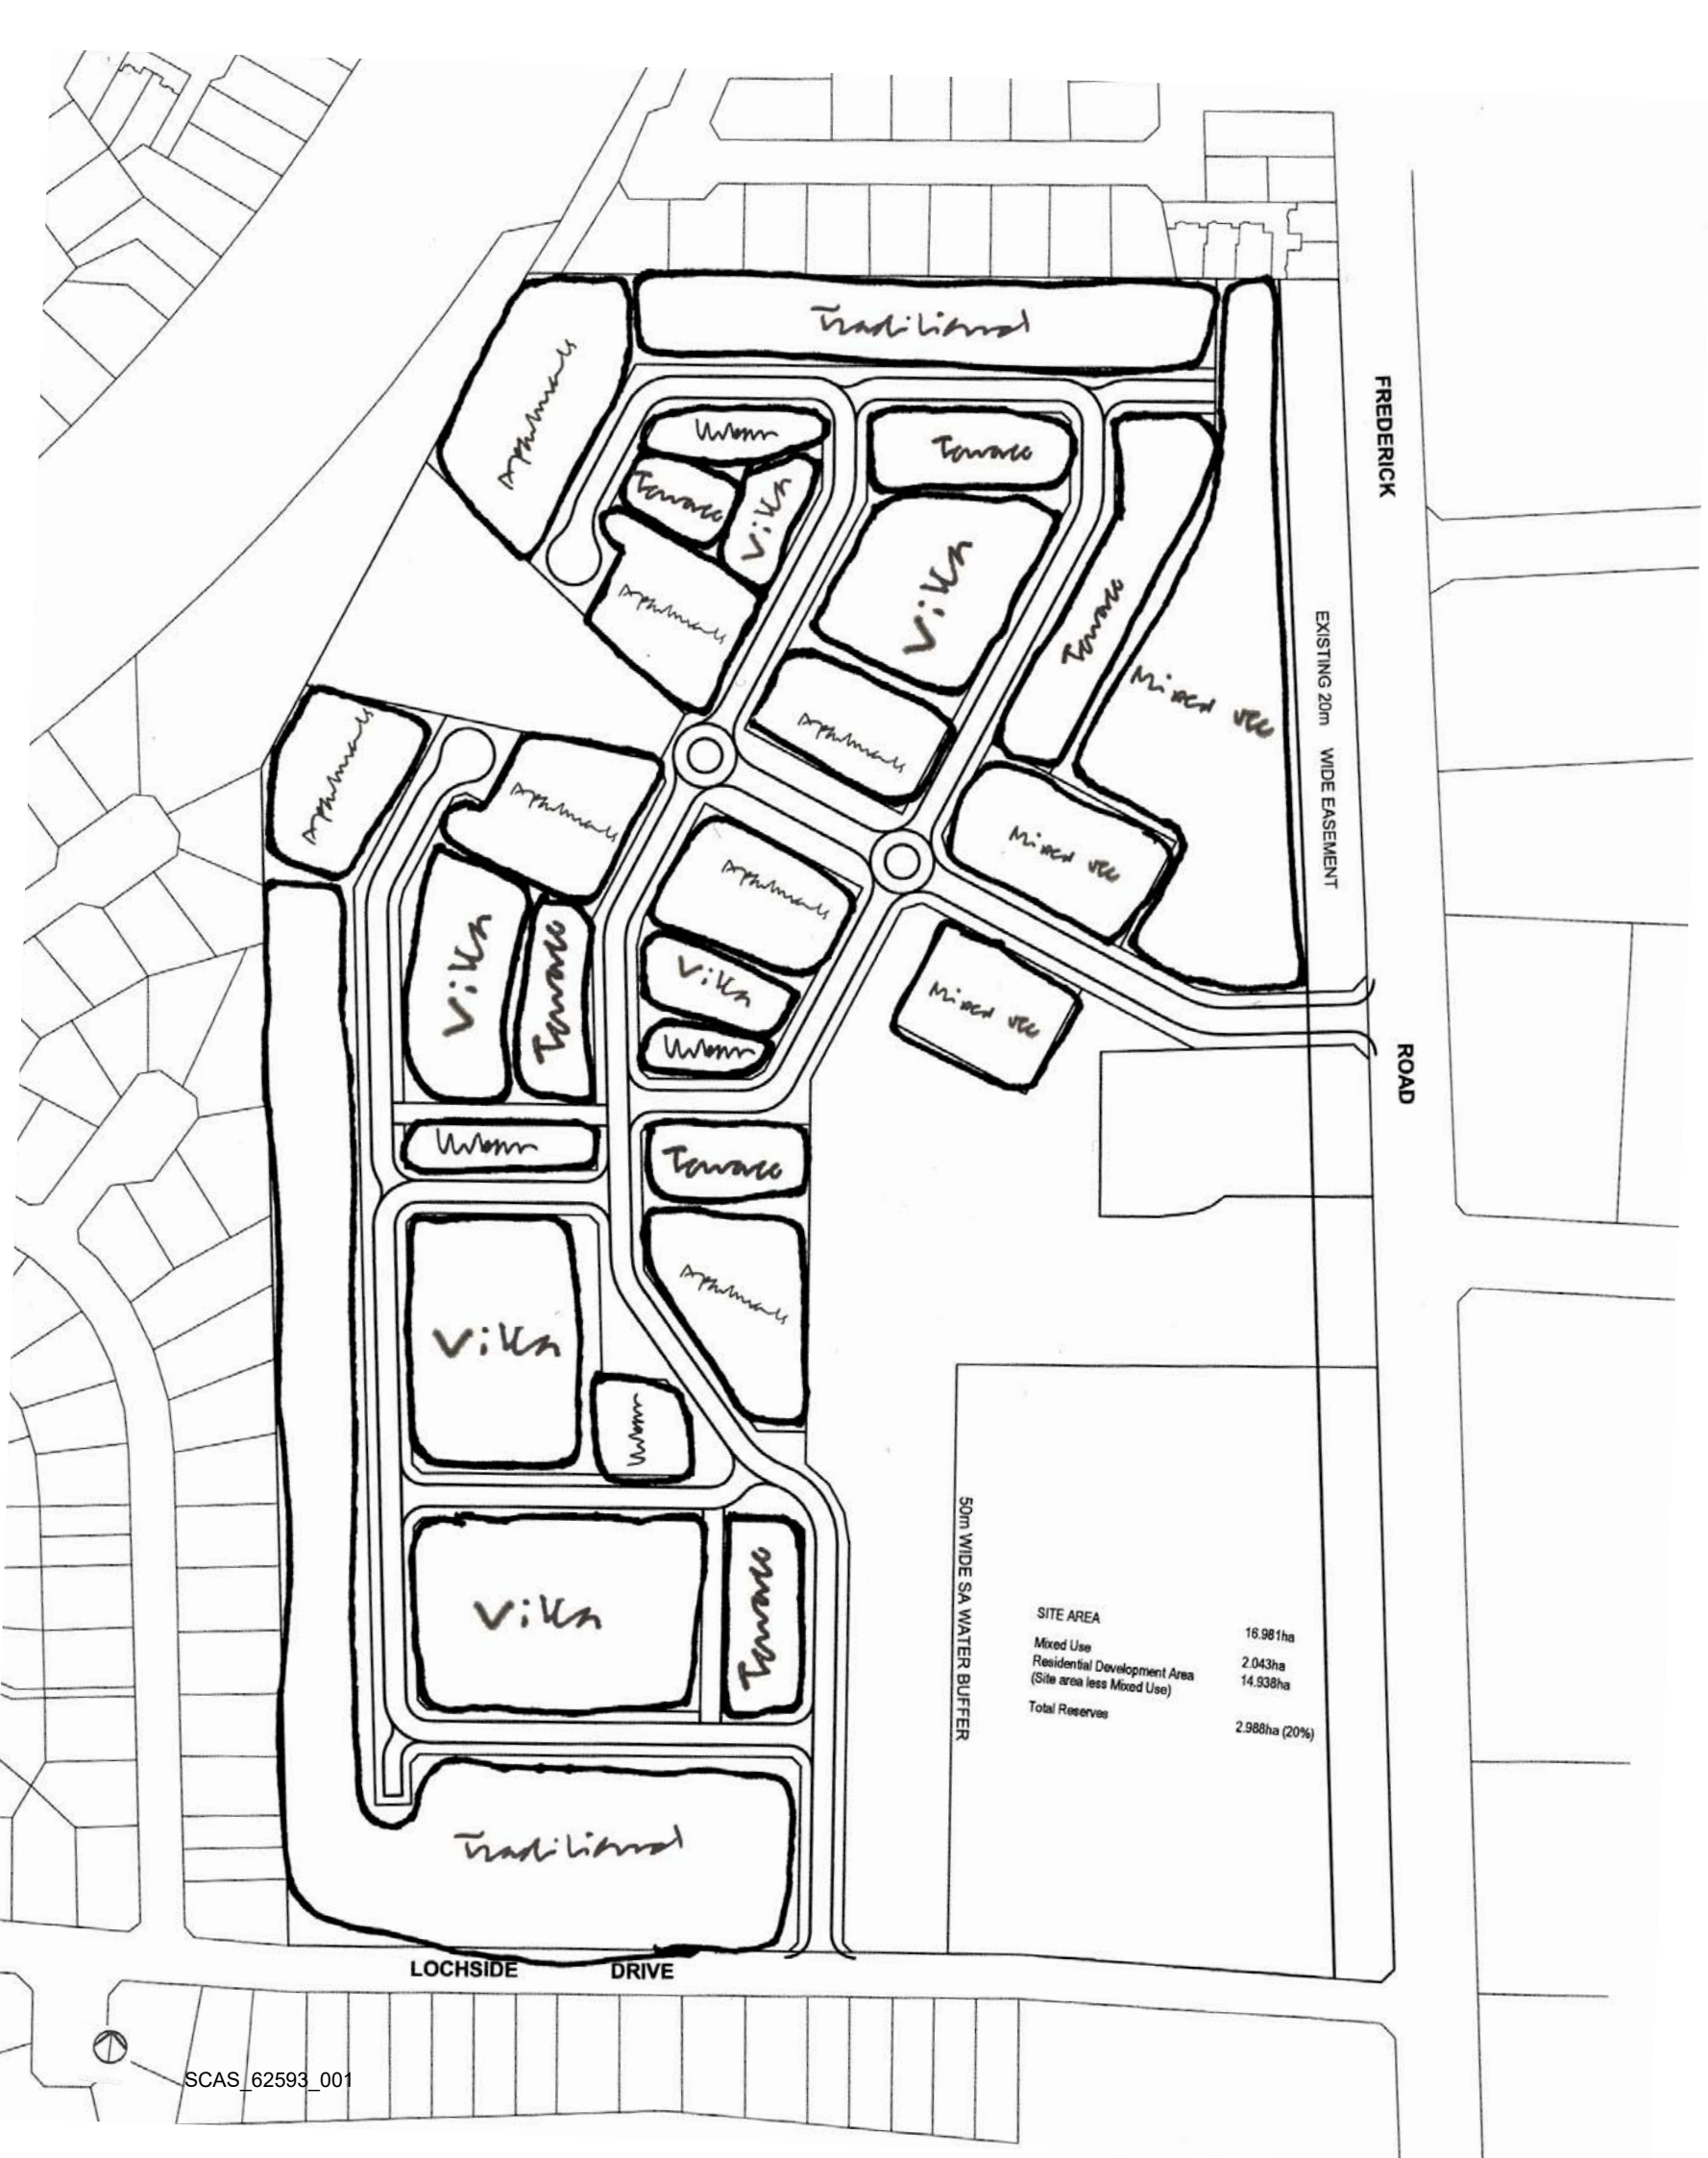 Traditional
FREDERICK
Apartments
Urban
Terrace
Terrace
Villa
Villa
Apartments
Terrace
EXISTING 20m WIDE EASEMENT
Mixed use
Apartments
Apartments
Apartments
Mixed use
Apartments
Villa
Terrace
Villa
Mixed use
Urban
ROAD
Urban
Terrace
Apartments
Villa
Urban
50m WIDE SA WATER BUFFER
Villa
Terrace
SITE AREA 16.981ha
Mixed Use 2.043ha
Residential Development Area 14.938ha
(Site area less Mixed Use)
Total Reserves 2.988ha (20%)
Traditional
LOCHSIDE DRIVE
SCAS_62593_001